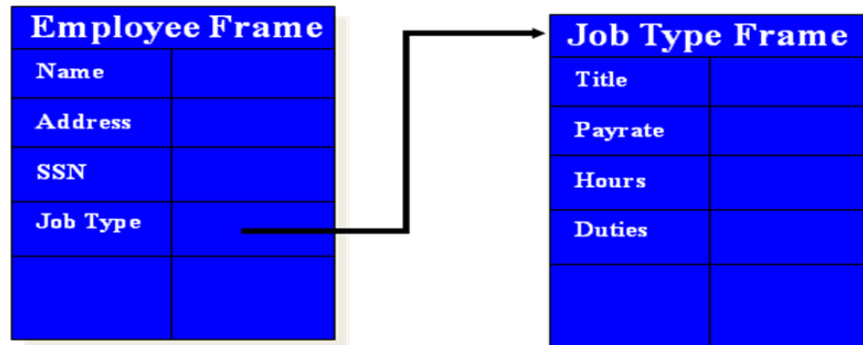 Employee Frame
Name
Address
SSN
Job Type
Job Type Frame
Title
Payrate
Hours
Duties